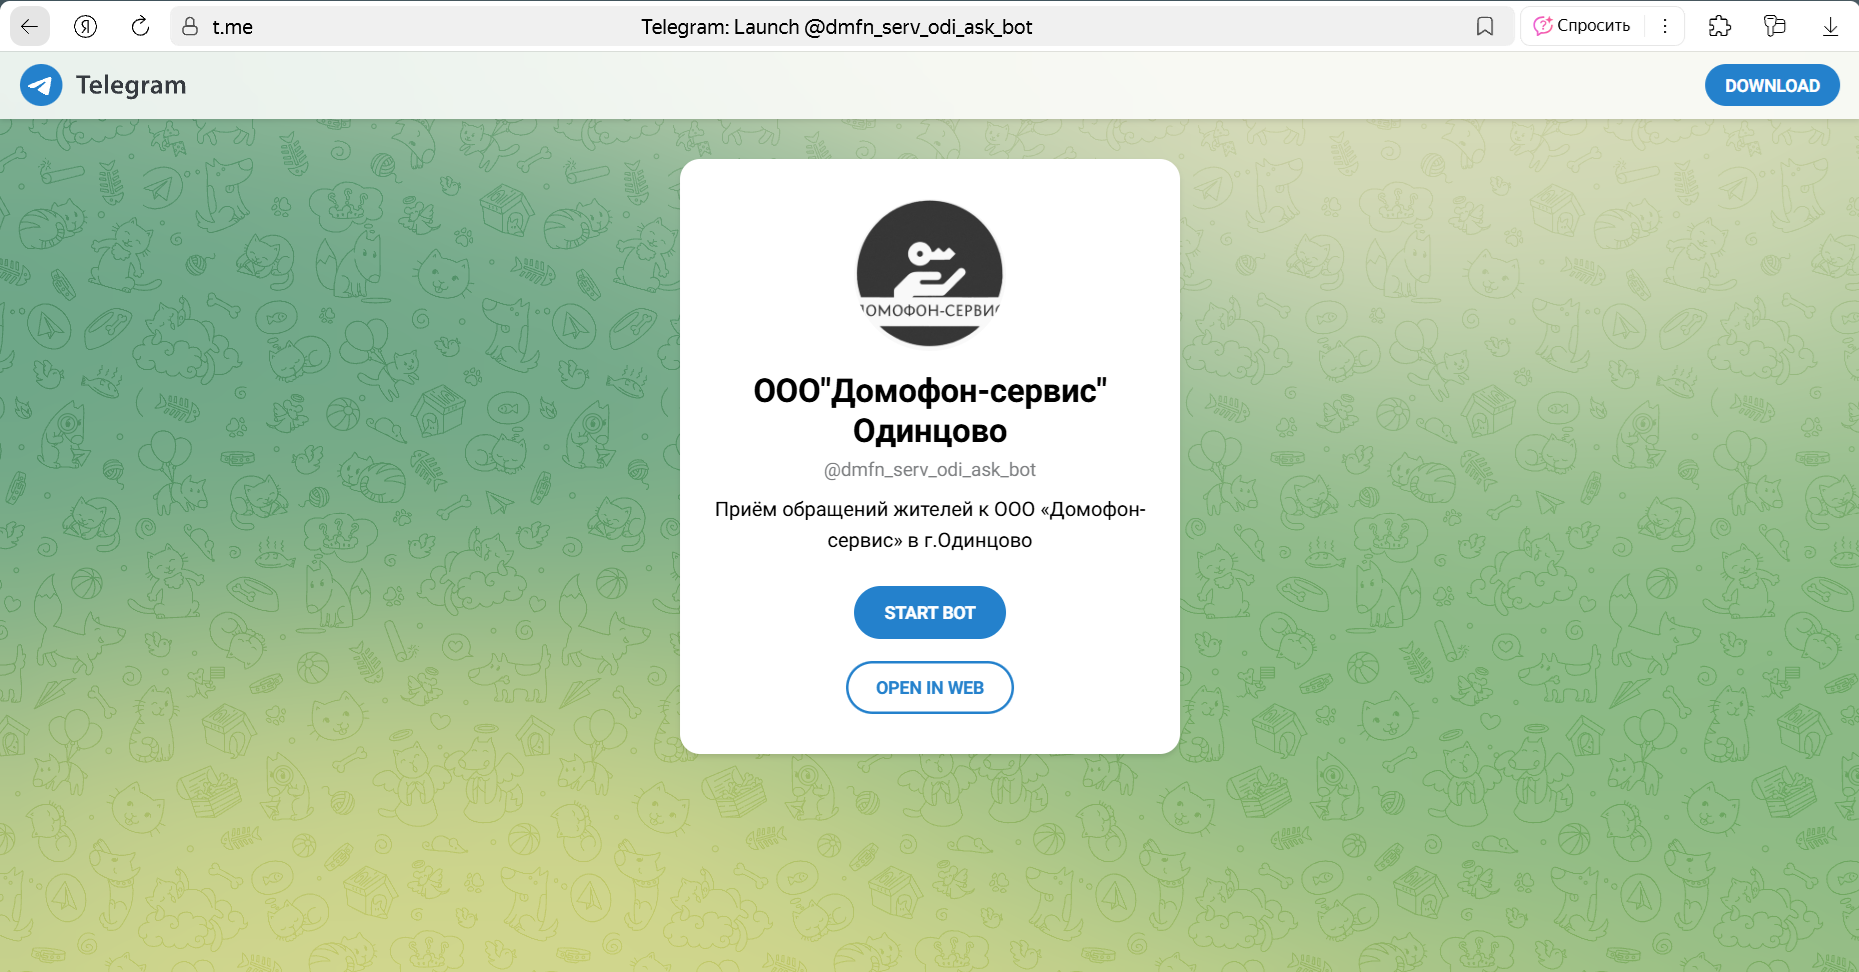 t.me
Telegram: Launch @dmfn_serv_odi_ask_bot
Спросить
Telegram
DOWNLOAD
ОМОФОН-СЕРВИС
ООО"Домофон-сервис"
Одинцово
@dmfn_serv_odi_ask_bot
Приём обращений жителей к ООО «Домофон-
сервис» в г.Одинцово
START BOT
OPEN IN WEB